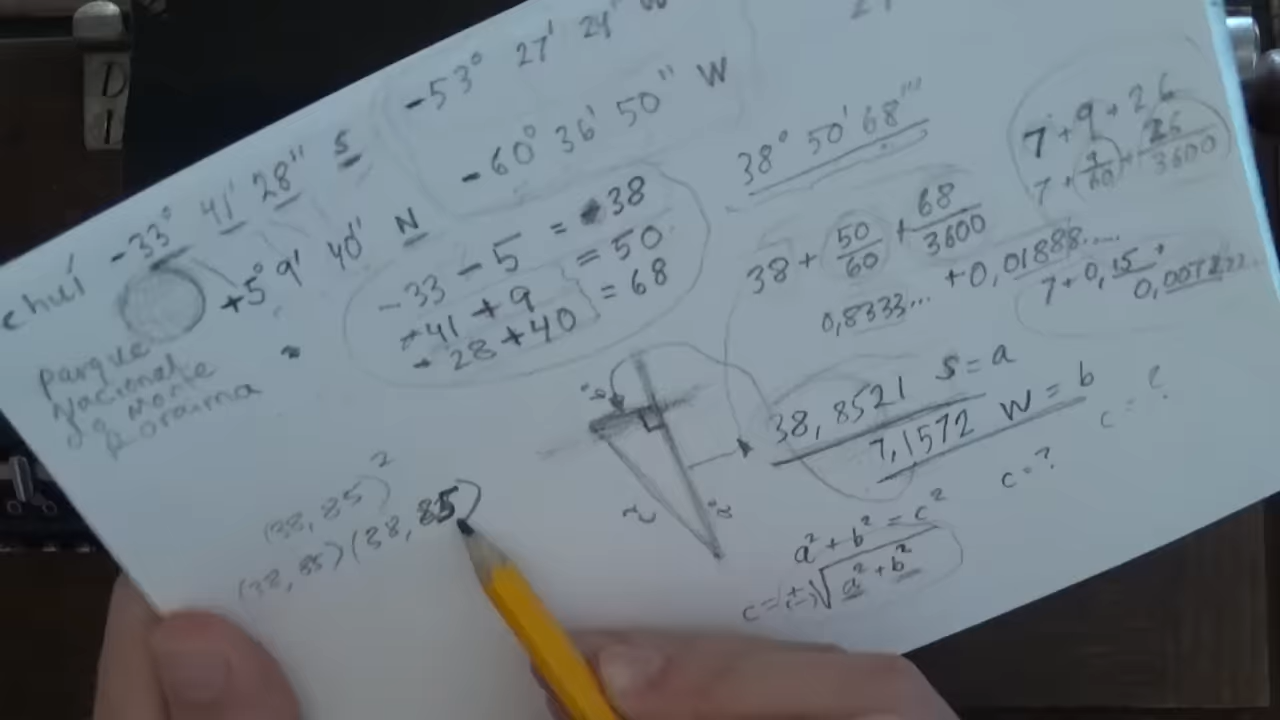 -53° 27' 24" W
-60° 36' 50" W
chuí -33° 41' 28" S
+5° 9' 40" N
Parque
Nacional
do Monte
Roraima
-33 - 5 = 38
-41 + 9 = 50
-28 + 40 = 68
38° 50' 68"
38 + 50/60 + 68/3600
0,8333... + 0,01888....
7 + 9 + 26
7 + 9/60 + 26/3600
7 + 0,15 +
38,8521 S = a
7,1572 W = b
c = ?
c = ?
a² + b² = c²
c = (±)√a² + b²
(38,85)²
(38,85)(38,85)
D